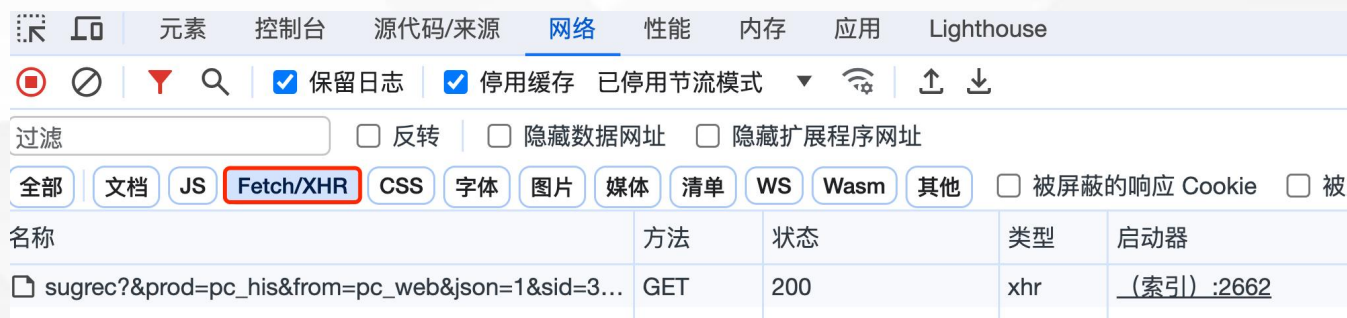 元素 控制台 源代码/来源 网络 性能 内存 应用 Lighthouse
保留日志 停用缓存 已停用节流模式
过滤 反转 隐藏数据网址 隐藏扩展程序网址
全部 文档 JS Fetch/XHR CSS 字体 图片 媒体 清单 WS Wasm 其他 被屏蔽的响应 Cookie 被
名称 方法 状态 类型 启动器
sugrec?&prod=pc_his&from=pc_web&json=1&sid=3... GET 200 xhr （索引）:2662